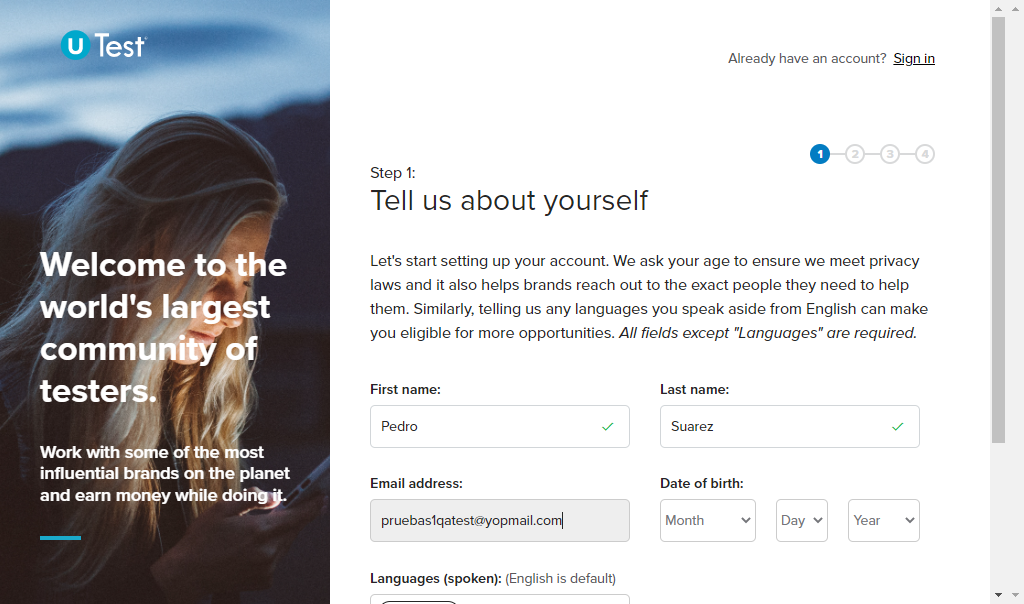 U Test
Already have an account? Sign in
1 2 3 4
Step 1:
Tell us about yourself
Welcome to the
world's largest
community of
testers.
Work with some of the most
influential brands on the planet
and earn money while doing it.
Let's start setting up your account. We ask your age to ensure we meet privacy
laws and it also helps brands reach out to the exact people they need to help
them. Similarly, telling us any languages you speak aside from English can make
you eligible for more opportunities. All fields except "Languages" are required.
First name: Last name:
Pedro Suarez
Email address: Date of birth:
pruebas1qatest@yopmail.com Month Day Year
Languages (spoken): (English is default)